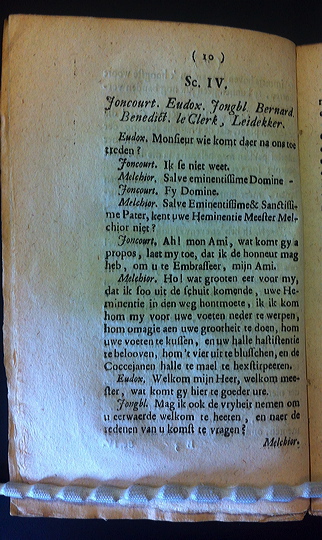 ( 10 )
Sc. IV.
Joncourt. Eudox. Jongbl. Bernard.
Benedict. le Clerk, Leidekker.
Eudox. Monsieur wie komt daer na ons toe
treden?
Joncourt. Ik se niet weet.
Melchior. Salve eminentissime Domine -
Joncourt. Fy Domine.
Melchior. Salve Eminentissime & Sanctissi-
me Pater, kent uwe Heminentie Meester Mel-
chior niet?
Joncourt. Ah! mon Ami, wat komt gy a
propos, laet my toe, dat ik de honneur mag
heb, om u te Embrasseer, mijn Ami.
Melchior. Ho! wat grooten eer voor my,
dat ik soo uit de schuit komende, uwe He-
minentie in den weg hontmoete, ik ik kom
hom my voor uwe voeten neder te werpen,
hom omagie aen uwe grootheit te doen, hom
uwe voeten te kussen, en uw halle hassistentie
te belooven, hom 't vier uit te blusschen, en de
Coccejanen halle te mael te hexstirpeeren.
Eudox. Welkom mijn Heer, welkom mee-
ster, wat komt gy hier te goeder ure.
Jongbl. Mag ik ook de vryheit nemen om
u eerwaerde welkom te heeten, en naer de
redenen van u komst te vragen?
Melchior.